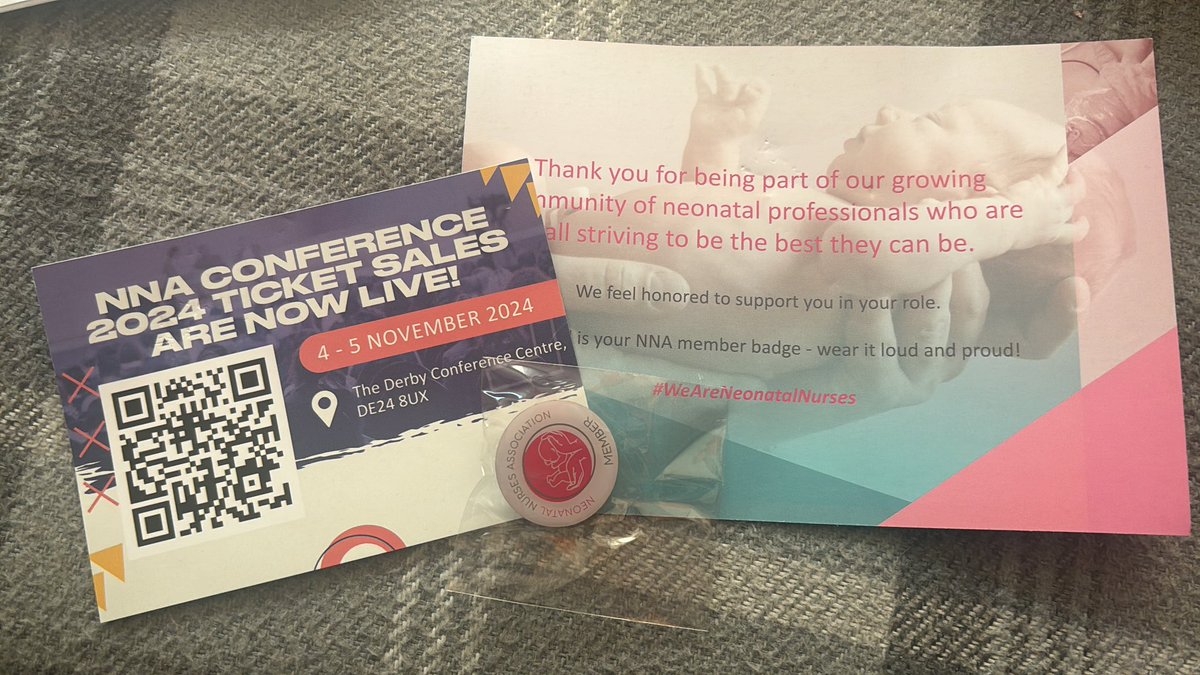 NNA CONFERENCE
2024 TICKET SALES
ARE NOW LIVE!
4 - 5 NOVEMBER 2024
The Derby Conference Centre,
DE24 8UX
Thank you for being part of our growing
mmunity of neonatal professionals who are
all striving to be the best they can be.
We feel honored to support you in your role.
is your NNA member badge - wear it loud and proud!
#WeAreNeonatalNurses
NEONATAL NURSES ASSOCIATION
MEMBER